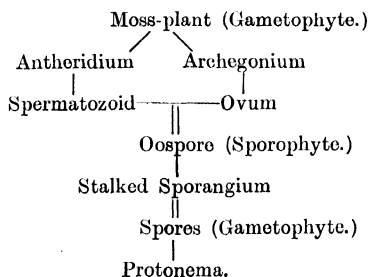 Moss-plant (Gametophyte.)
Antheridium Archegonium
Spermatozoid Ovum
Oospore (Sporophyte.)
Stalked Sporangium
Spores (Gametophyte.)
Protonema.